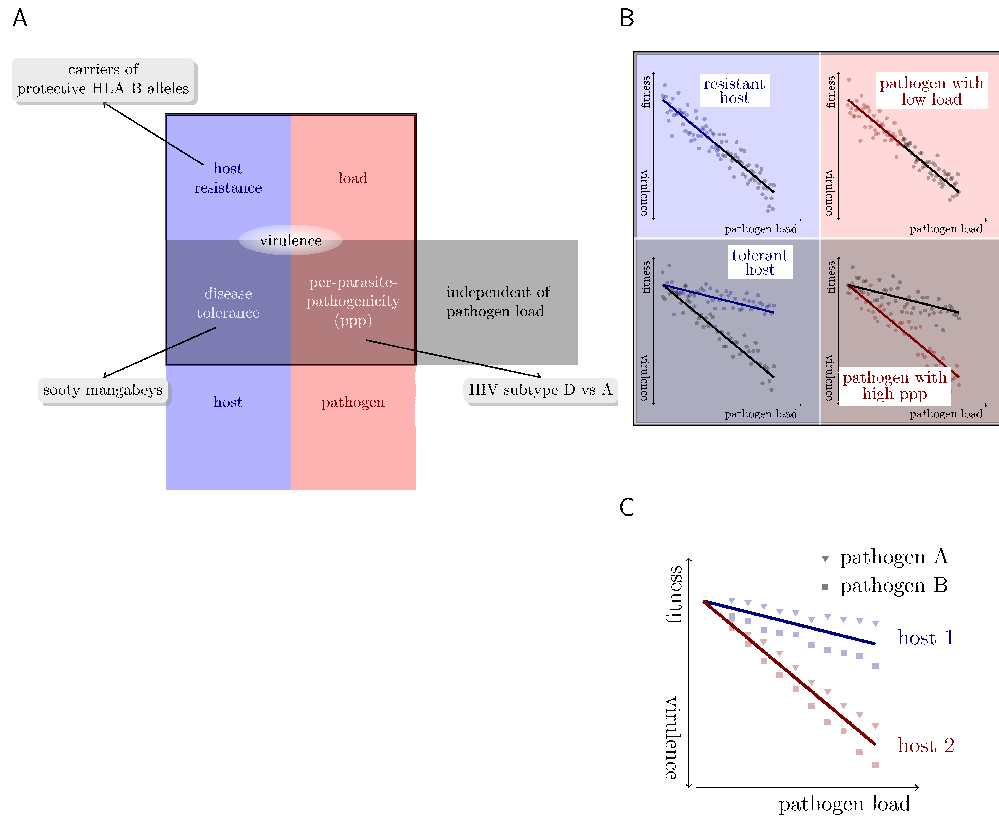 A
carriers of
protective HLA-B alleles
host
resistance
load
virulence
disease
tolerance
per-parasite-
pathogenicity
(ppp)
independent of
pathogen load
sooty mangabeys
HIV subtype D vs A
host
pathogen
B
fitness
virulence
resistant
host
pathogen load
fitness
virulence
pathogen with
low load
pathogen load
fitness
virulence
tolerant
host
pathogen load
fitness
virulence
pathogen with
high ppp
pathogen load
C
fitness
virulence
pathogen A
pathogen B
host 1
host 2
pathogen load